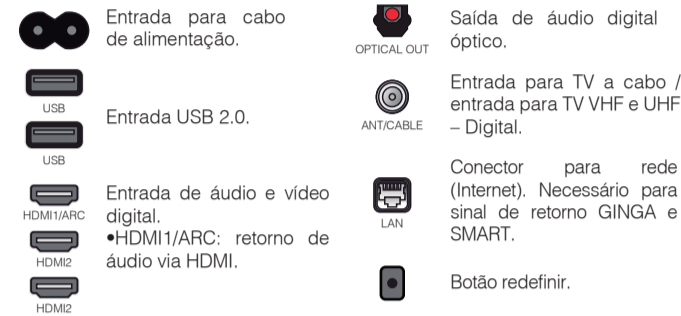 Entrada para cabo
de alimentação.
USB
USB
Entrada USB 2.0.
HDMI1/ARC
HDMI2
HDMI2
Entrada de áudio e vídeo
digital.
•HDMI1/ARC: retorno de
áudio via HDMI.
OPTICAL OUT
Saída de áudio digital
óptico.
ANT/CABLE
Entrada para TV a cabo /
entrada para TV VHF e UHF
– Digital.
LAN
Conector para rede
(Internet). Necessário para
sinal de retorno GINGA e
SMART.
Botão redefinir.